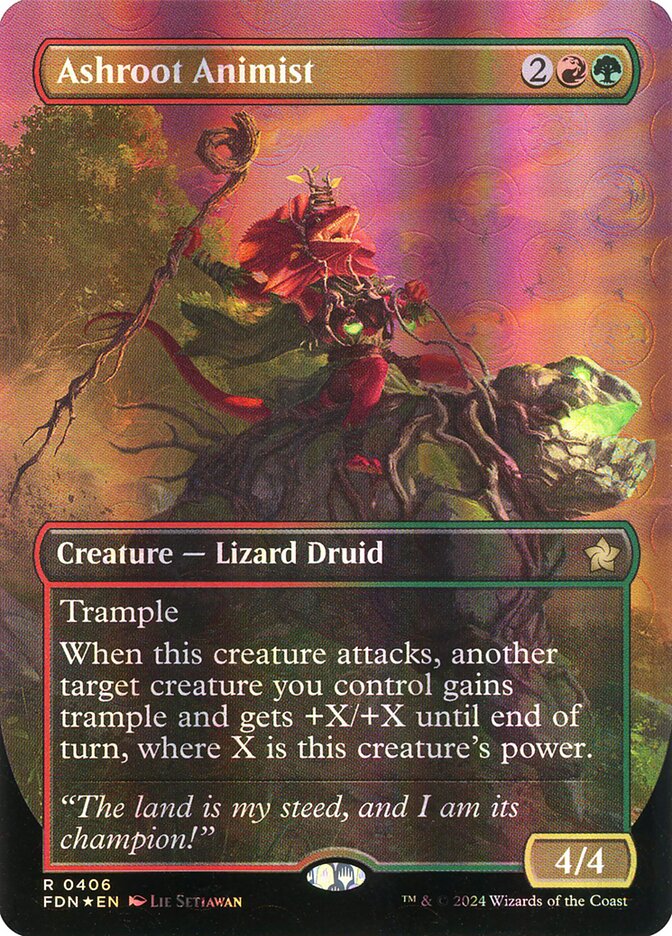 Ashroot Animist 2
Creature — Lizard Druid
Trample
When this creature attacks, another
target creature you control gains
trample and gets +X/+X until end of
turn, where X is this creature's power.
“The land is my steed, and I am its
champion!”
4/4
R 0406
FDN★EN Lie Setiawan
™ & © 2024 Wizards of the Coast